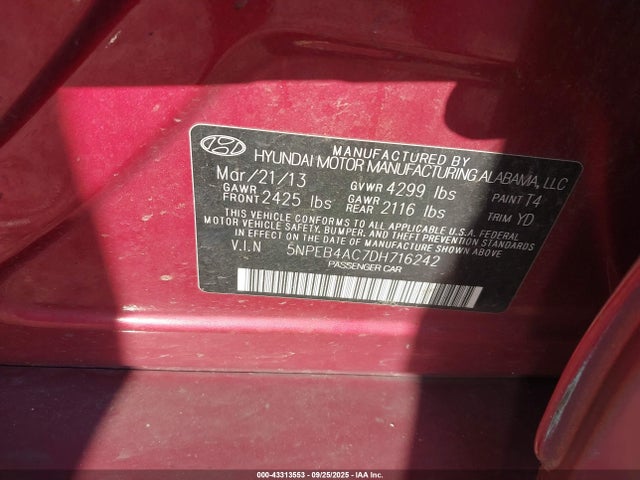 MANUFACTURED BY
HYUNDAI MOTOR MANUFACTURING ALABAMA, LLC
Mar/21/13 GVWR 4299 lbs PAINT T4
GAWR FRONT 2425 lbs GAWR REAR 2116 lbs TRIM YD
THIS VEHICLE CONFORMS TO ALL APPLICABLE U.S.A FEDERAL
MOTOR VEHICLE SAFETY, BUMPER, AND THEFT PREVENTION STANDARDS
IN EFFECT ON THE DATE OF MANUFACTURE SHOWN ABOVE
V.I.N 5NPEB4AC7DH716242
PASSENGER CAR
000-43313553 - 09/25/2025 - IAA Inc.